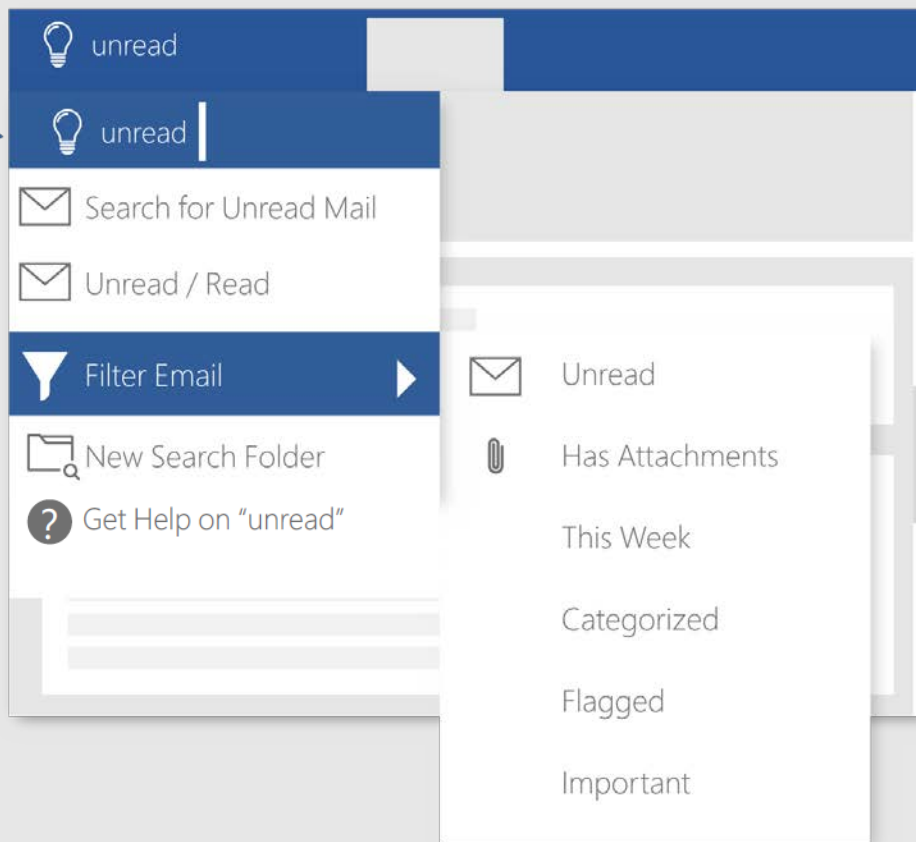 unread
unread
Search for Unread Mail
Unread / Read
Filter Email
New Search Folder
? Get Help on “unread”
Unread
Has Attachments
This Week
Categorized
Flagged
Important